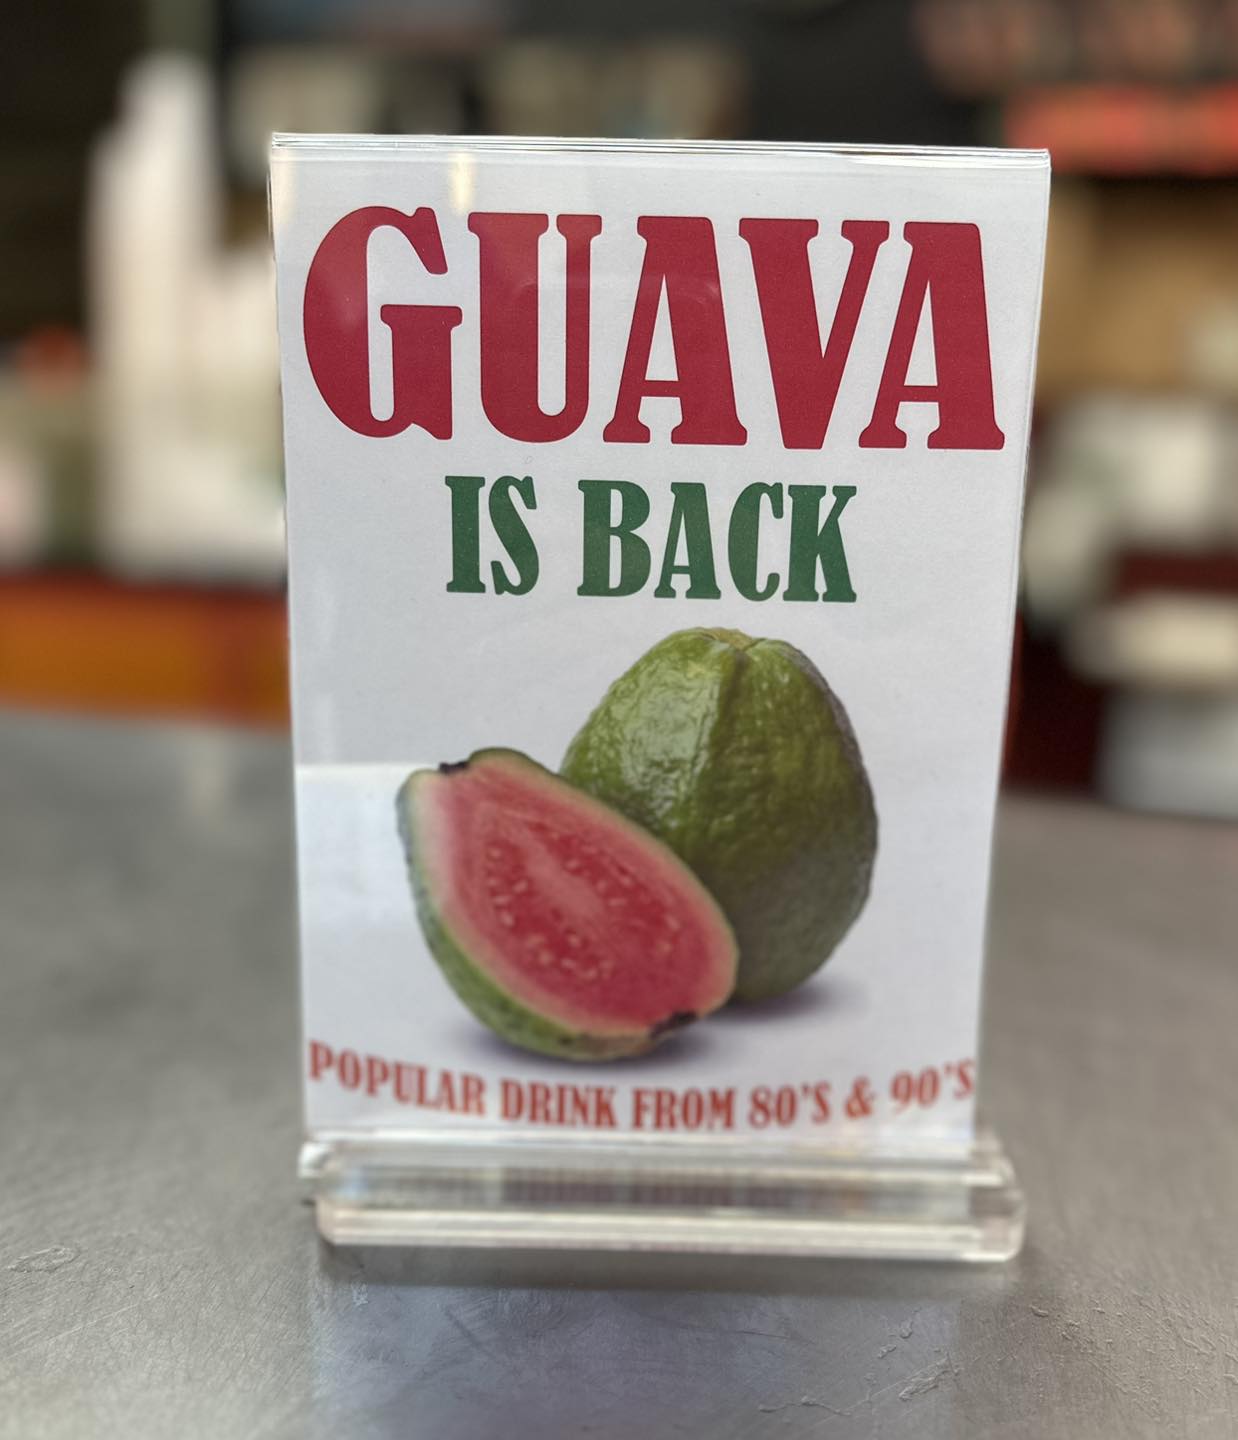 GUAVA
IS BACK
POPULAR DRINK FROM 80'S & 90'S